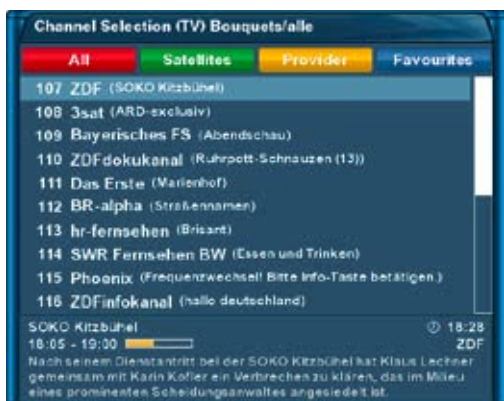 Channel Selection (TV) Bouquets/alle
All Satellites Provider Favourites
107 ZDF (SOKO Kitzbühel)
108 3sat (ARD-exclusiv)
109 Bayerisches FS (Abendschau)
110 ZDFdokukanal (Ruhrpott-Schnauzen (13))
111 Das Erste (Marienhof)
112 BR-alpha (Straßennamen)
113 hr-fernsehen (Brisant)
114 SWR Fernsehen BW (Essen und Trinken)
115 Phoenix (Frequenzwechsel! Bitte Info-Taste betätigen.)
116 ZDFinfokanal (hallo deutschland)
SOKO Kitzbühel 18:28
18:05 - 19:00 ZDF
Nach seinem Dienstantritt bei der SOKO Kitzbühel hat Klaus Lechner
gemeinsam mit Karin Kofler ein Verbrechen zu klären, das im Milieu
eines prominenten Scheidungsanwaltes angesiedelt ist.